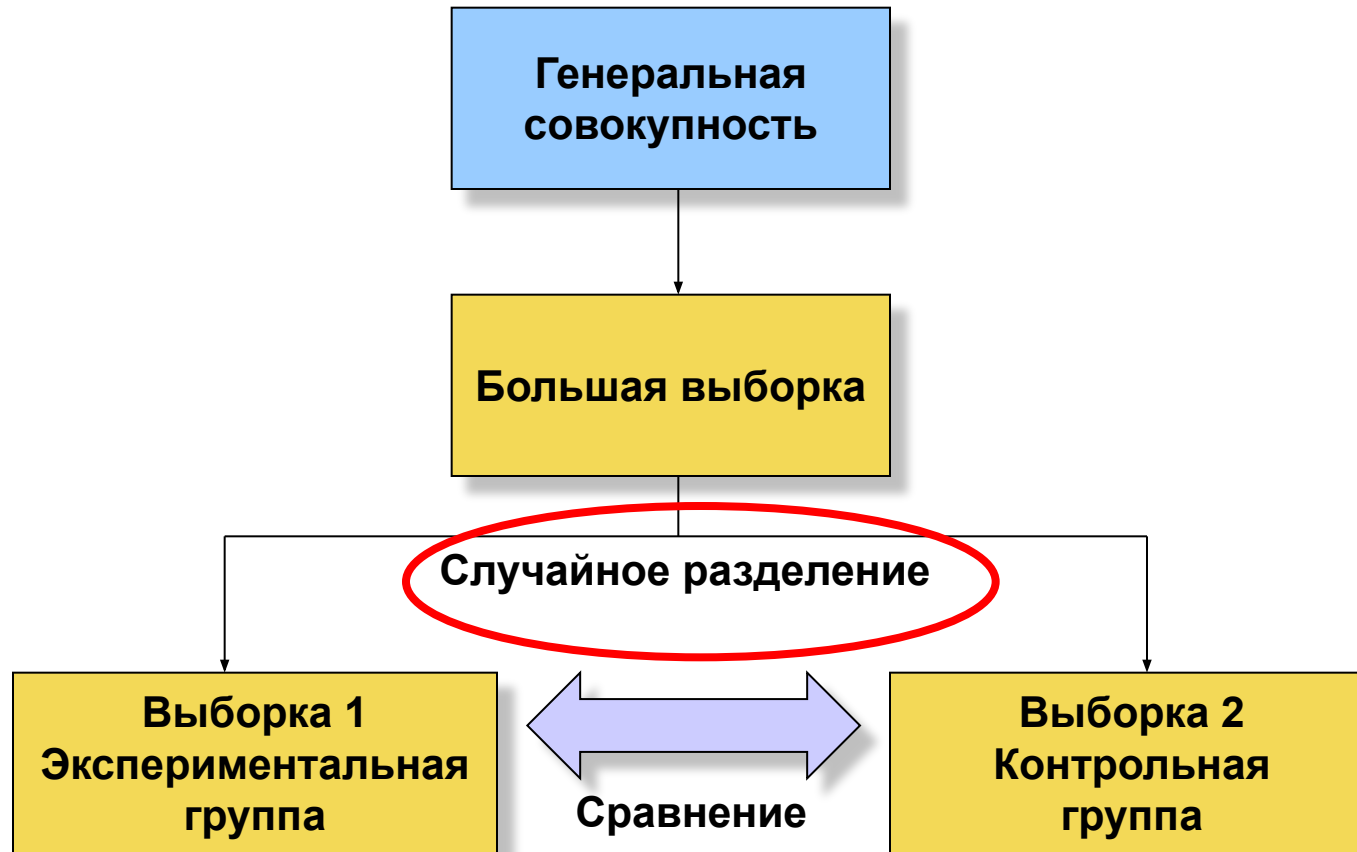 Генеральная
совокупность
Большая выборка
Случайное разделение
Выборка 1
Экспериментальная
группа
Сравнение
Выборка 2
Контрольная
группа